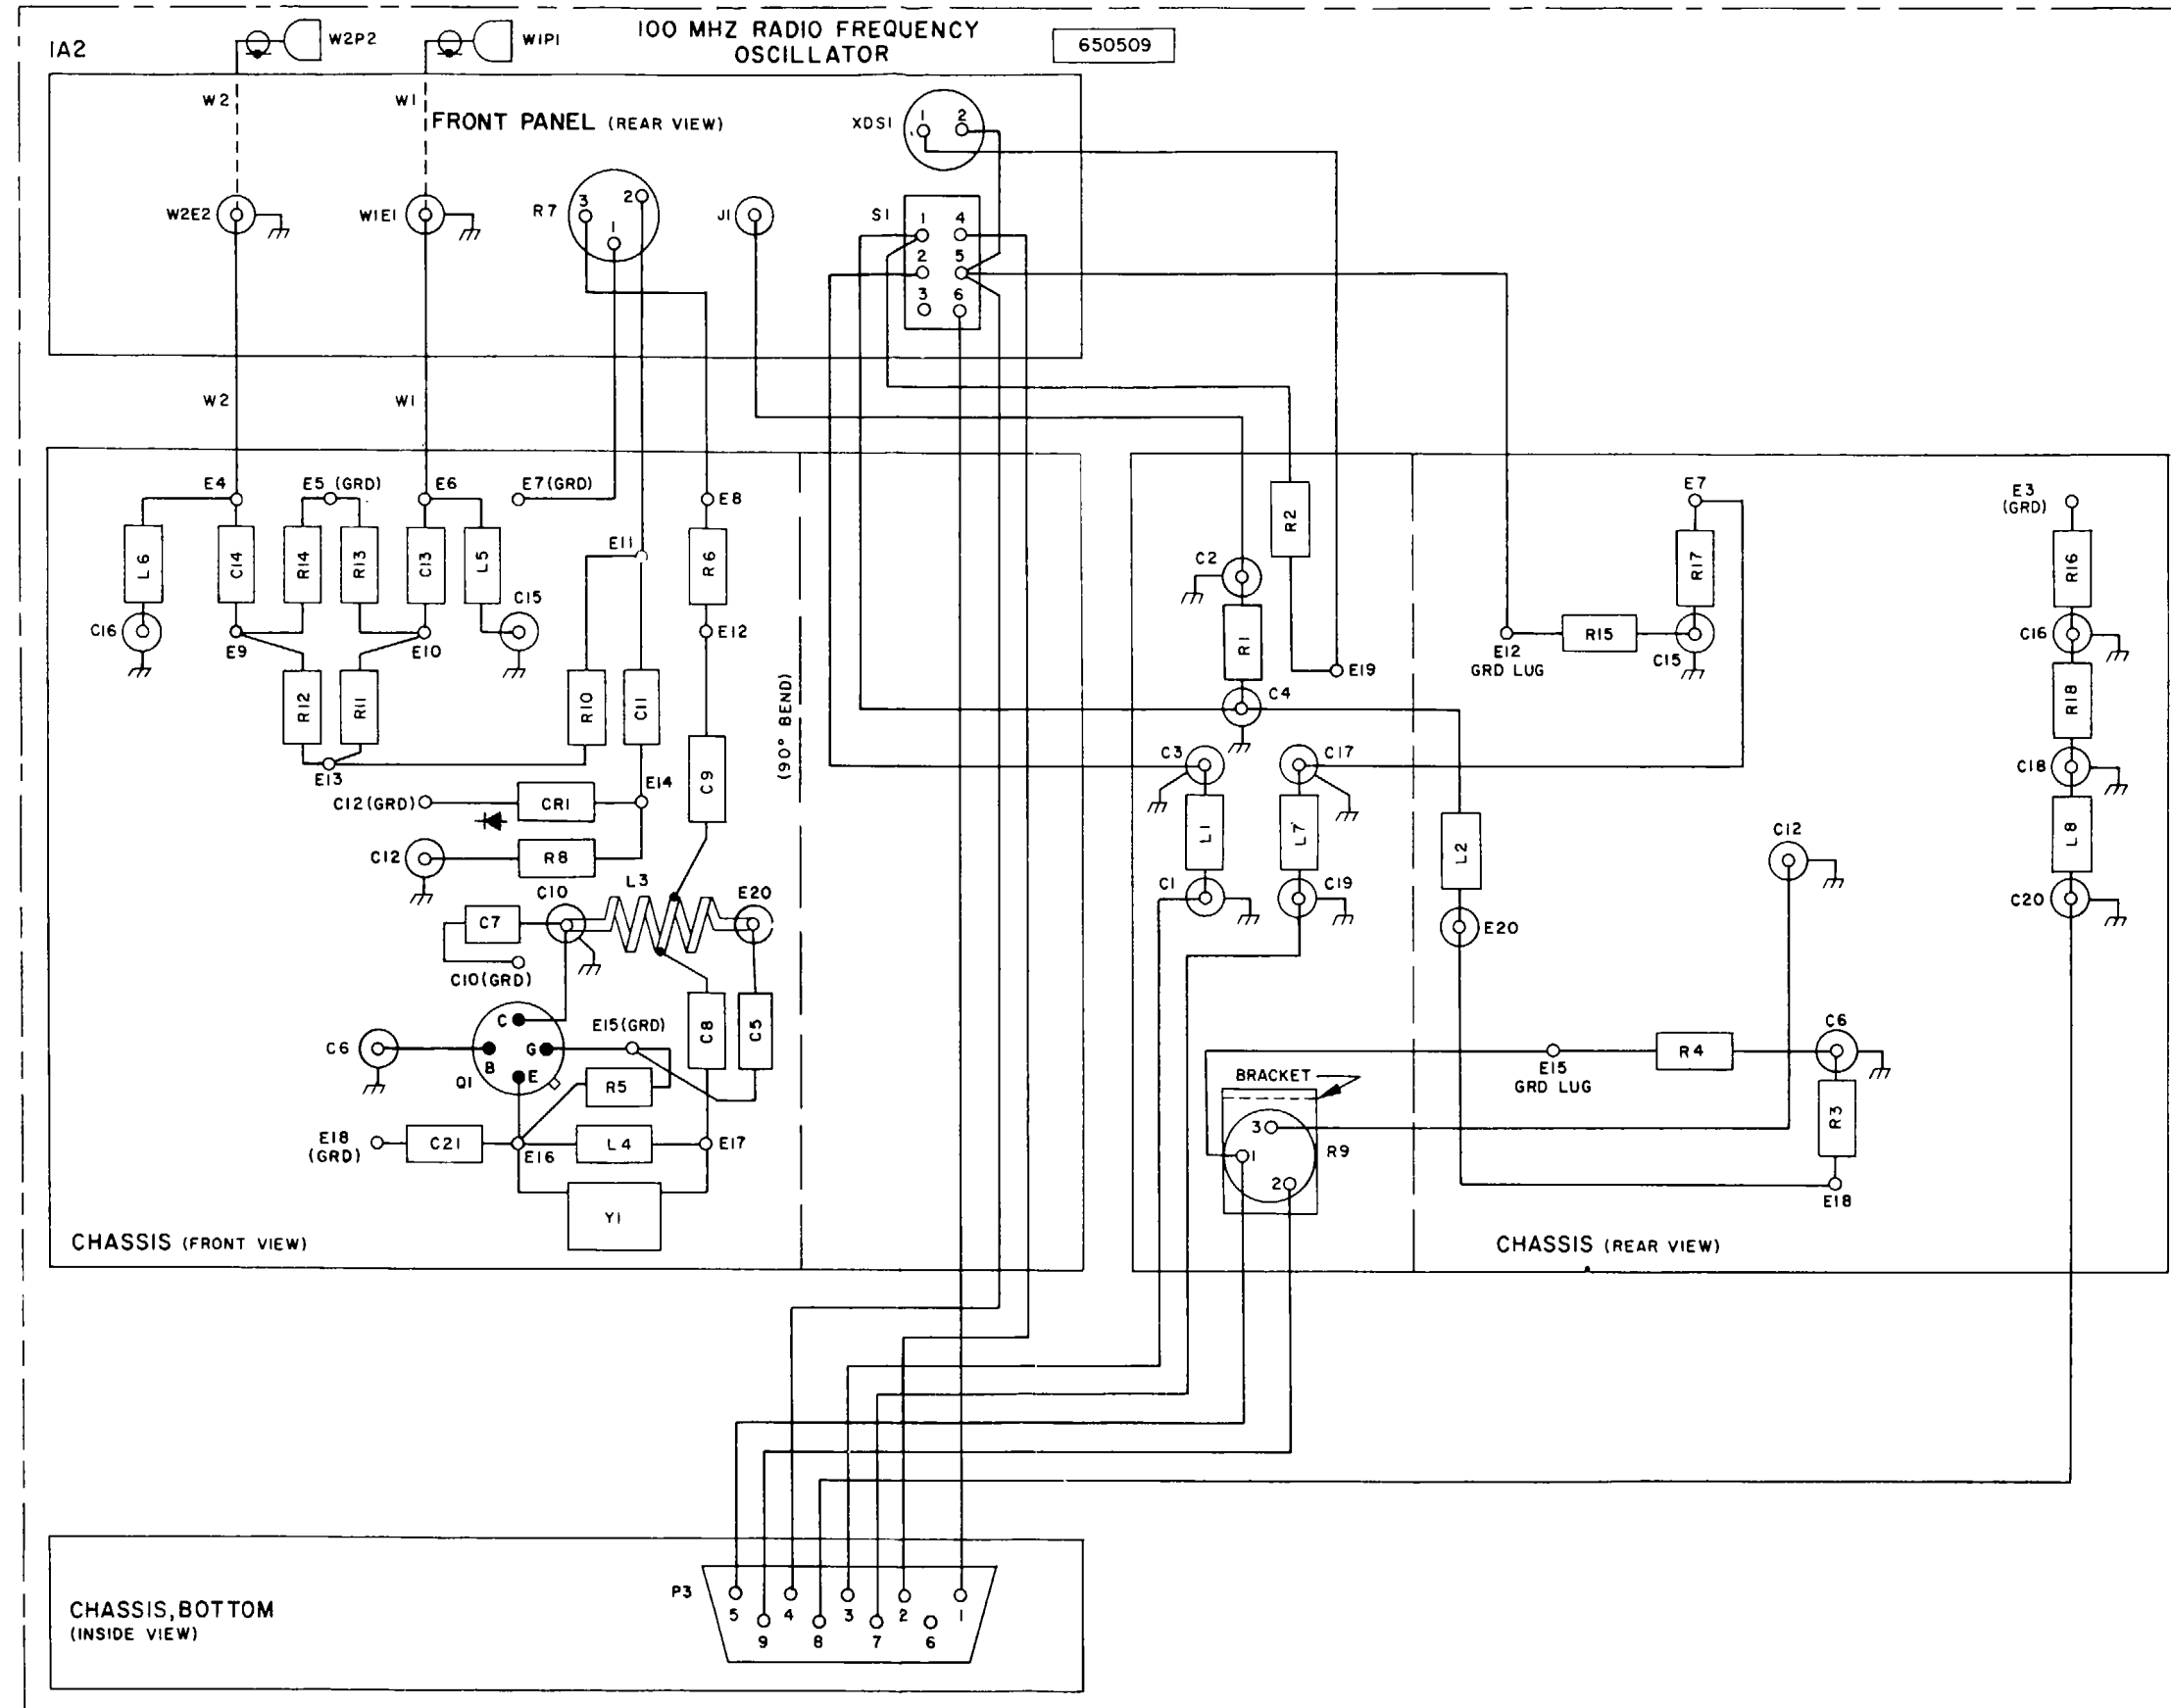 100 MHZ RADIO FREQUENCY
OSCILLATOR
650509
1A2
W2P2
W1P1
W2
W1
FRONT PANEL (REAR VIEW)
XDS1
1
2
W2E2
W1E1
R7
3
2
1
J1
S1
1
4
2
5
3
6
W2
W1
E4
E5 (GRD)
E6
E7(GRD)
E8
L6
C14
R14
R13
C13
L5
E11
R6
C16
C15
E9
E10
E12
R12
R11
R10
C11
(90° BEND)
E13
E14
C9
C12(GRD)
CR1
C12
R8
C10
L3
E20
C7
C10(GRD)
C
E15(GRD)
C8
C5
C6
B
G
E
Q1
R5
E18
(GRD)
C21
E16
L4
E17
Y1
CHASSIS (FRONT VIEW)
R2
C2
R1
E19
C4
C3
C17
L1
L7
C1
C19
E7
E3
(GRD)
R17
R16
R15
E12
GRD LUG
C15
C16
R18
C18
L2
C12
L8
E20
C20
C6
R4
E15
GRD LUG
BRACKET
R3
3
1
2
R9
E18
CHASSIS (REAR VIEW)
P3
5
4
3
2
1
9
8
7
6
CHASSIS, BOTTOM
(INSIDE VIEW)